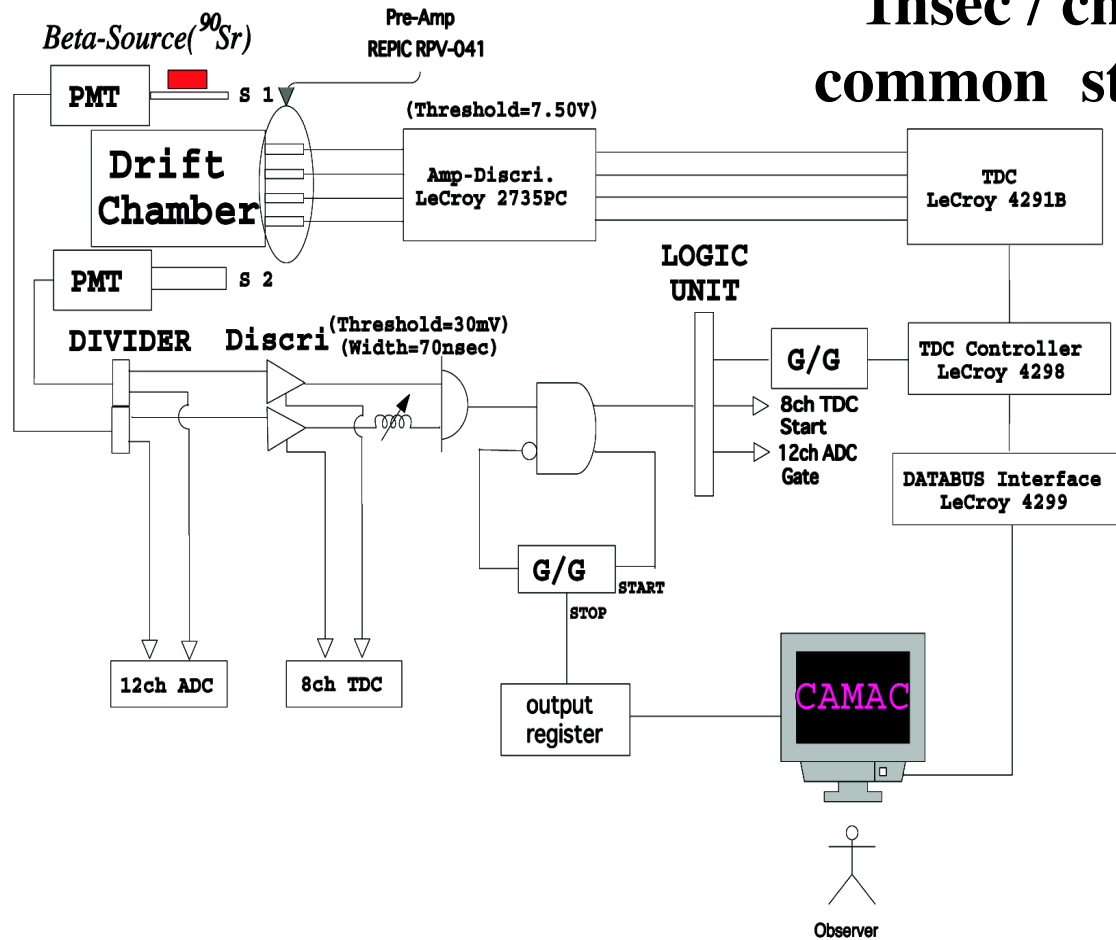 1nsec / ch
common st
Pre-Amp
REPIC RPV-041
Beta-Source(⁹⁰Sr)
PMT
S 1
(Threshold=7.50V)
Drift
Chamber
Amp-Discri.
LeCroy 2735PC
TDC
LeCroy 4291B
PMT
S 2
LOGIC
UNIT
DIVIDER
Discri
(Threshold=30mV)
(Width=70nsec)
G/G
TDC Controller
LeCroy 4298
8ch TDC
Start
12ch ADC
Gate
DATABUS Interface
LeCroy 4299
G/G
START
STOP
12ch ADC
8ch TDC
output
register
CAMAC
Observer